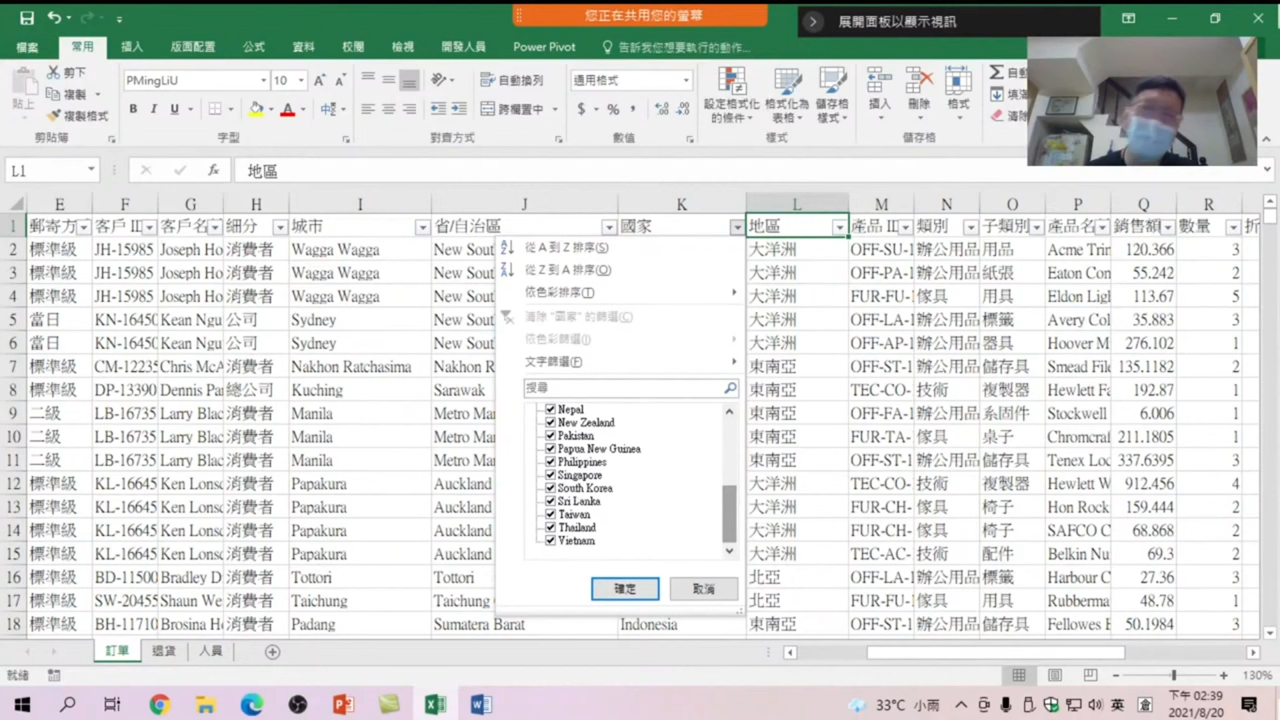 您正在共用您的螢幕
展開面板以顯示視訊
檔案 常用 插入 版面配置 公式 資料 校閱 檢視 開發人員 Power Pivot 告訴我您想要執行的動作...
貼上 剪下 複製 複製格式 PMingLiU 10 自動換列 跨欄置中 通用格式 設定格式化的條件 格式化為表格 儲存格樣式 插入 刪除 格式
剪貼簿 字型 對齊方式 數值 樣式 儲存格
L1 地區
E F G H I J K L M N O P Q R
1 郵寄方 客戶 ID 客戶名 細分 城市 省/自治區 國家 地區 產品 ID 類別 子類別 產品名 銷售額 數量 折
2 標準級 JH-15985 Joseph Ho 消費者 Wagga Wagga New Sout 大洋洲 OFF-SU-1 辦公用品 用品 Acme Trin 120.366 3
3 標準級 JH-15985 Joseph Ho 消費者 Wagga Wagga New Sout 大洋洲 OFF-PA-1 辦公用品 紙張 Eaton Con 55.242 2
4 標準級 JH-15985 Joseph Ho 消費者 Wagga Wagga New Sout 大洋洲 FUR-FU-1 傢具 用具 Eldon Ligh 113.67 5
5 當日 KN-16450 Kean Ngu 公司 Sydney New Sout 大洋洲 OFF-LA-1 辦公用品 標籤 Avery Col 35.883 3
6 當日 KN-16450 Kean Ngu 公司 Sydney New Sout 大洋洲 OFF-AP-1 辦公用品 器具 Hoover M 276.102 1
7 標準級 CM-12235 Chris McA 消費者 Nakhon Ratchasima Nakhon R 東南亞 OFF-ST-1 辦公用品 儲存具 Smead File 135.1182 2
8 標準級 DP-13390 Dennis Par 總公司 Kuching Sarawak 東南亞 TEC-CO- 技術 複製器 Hewlett Fa 192.87 1
9 二級 LB-16735 Larry Blac 消費者 Manila Metro Mar 東南亞 OFF-FA-1 辦公用品 系固件 Stockwell 6.006 1
10 二級 LB-16735 Larry Blac 消費者 Manila Metro Mar 東南亞 FUR-TA- 傢具 桌子 Chromcraf 211.1805 1
11 二級 LB-16735 Larry Blac 消費者 Manila Metro Mar 東南亞 OFF-ST-1 辦公用品 儲存具 Tenex Loc 337.6395 3
12 標準級 KL-16645 Ken Lonso 消費者 Papakura Auckland 大洋洲 TEC-CO- 技術 複製器 Hewlett W 912.456 4
13 標準級 KL-16645 Ken Lonso 消費者 Papakura Auckland 大洋洲 FUR-CH- 傢具 椅子 Hon Rock 159.444 2
14 標準級 KL-16645 Ken Lonso 消費者 Papakura Auckland 大洋洲 FUR-CH- 傢具 椅子 SAFCO C 68.868 2
15 標準級 KL-16645 Ken Lonso 消費者 Papakura Auckland 大洋洲 TEC-AC- 技術 配件 Belkin Nu 69.3 2
16 標準級 BD-11500 Bradley D 消費者 Tottori Tottori 北亞 OFF-LA-1 辦公用品 標籤 Harbour C 27.36 3
17 標準級 SW-20455 Shaun We 消費者 Taichung Taichung 北亞 FUR-FU-1 傢具 用具 Rubberma 48.78 1
18 標準級 BH-11710 Brosina Ho 消費者 Padang Sumatera Barat Indonesia 東南亞 OFF-ST-1 辦公用品 儲存具 Fellowes E 50.1984 3
從 A 到 Z 排序(S)
從 Z 到 A 排序(O)
依色彩排序(T)
清除 "國家" 的篩選(C)
依色彩篩選(I)
文字篩選(F)
搜尋
Nepal
New Zealand
Pakistan
Papua New Guinea
Philippines
Singapore
South Korea
Sri Lanka
Taiwan
Thailand
Vietnam
確定 取消
訂單 退貨 人員
就緒 130%
33°C 小雨 英 下午 02:39
2021/8/20